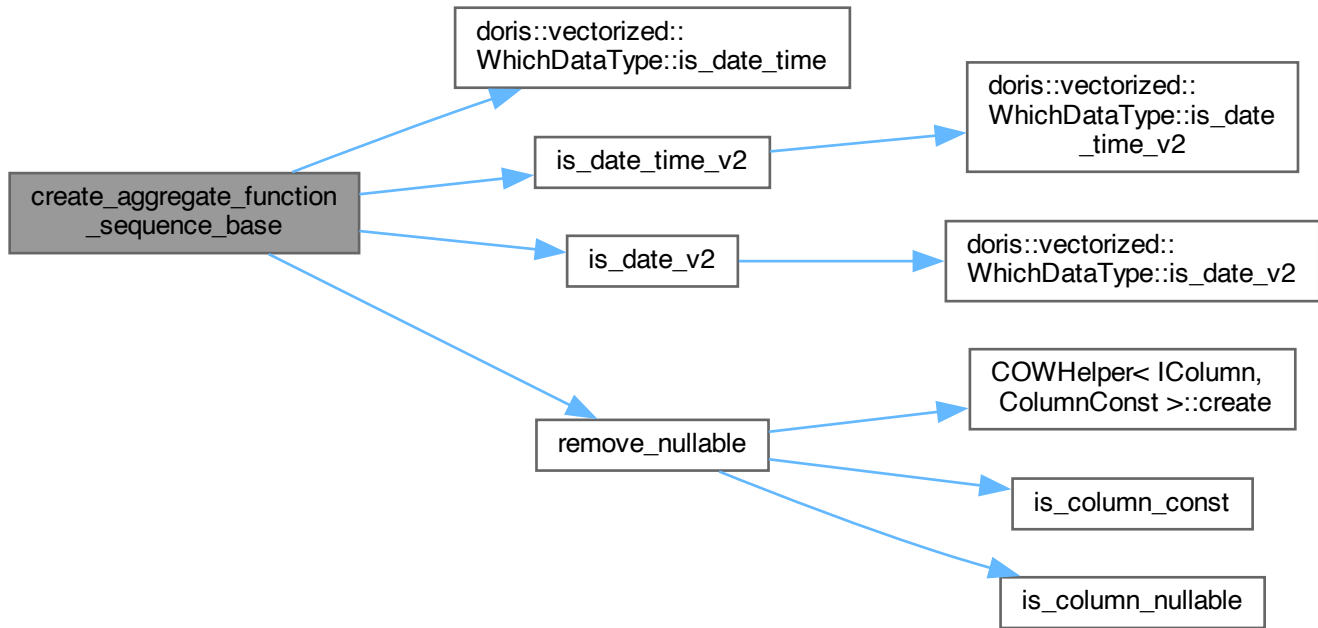 create_aggregate_function
_sequence_base
doris::vectorized::
WhichDataType::is_date_time
is_date_time_v2
doris::vectorized::
WhichDataType::is_date
_time_v2
is_date_v2
doris::vectorized::
WhichDataType::is_date_v2
remove_nullable
COWHelper< IColumn,
ColumnConst >::create
is_column_const
is_column_nullable